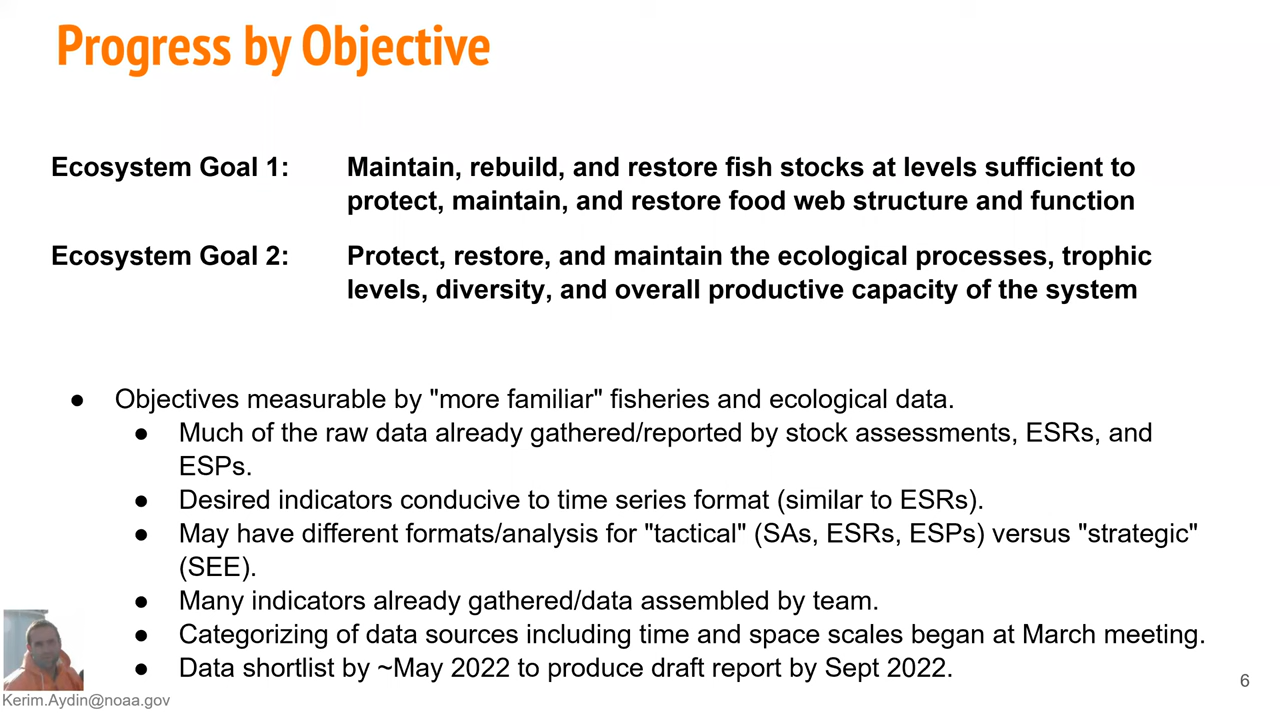 Progress by Objective
Ecosystem Goal 1: Maintain, rebuild, and restore fish stocks at levels sufficient to
protect, maintain, and restore food web structure and function
Ecosystem Goal 2: Protect, restore, and maintain the ecological processes, trophic
levels, diversity, and overall productive capacity of the system
● Objectives measurable by "more familiar" fisheries and ecological data.
● Much of the raw data already gathered/reported by stock assessments, ESRs, and
ESPs.
● Desired indicators conducive to time series format (similar to ESRs).
● May have different formats/analysis for "tactical" (SAs, ESRs, ESPs) versus "strategic"
(SEE).
● Many indicators already gathered/data assembled by team.
● Categorizing of data sources including time and space scales began at March meeting.
● Data shortlist by ~May 2022 to produce draft report by Sept 2022.
6
Kerim.Aydin@noaa.gov